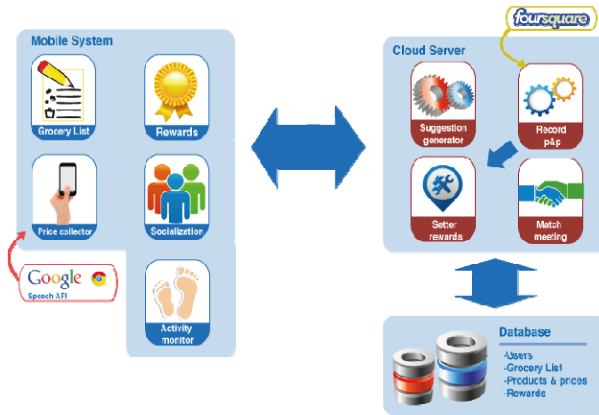 foursquare
Mobile System
Grocery List
Rewards
Price collector
Socialization
Google
Speech API
Activity
monitor
Cloud Server
Suggestion
generator
Record
p&p
Setter
rewards
Match
meeting
Database
-Users
-Grocery List
-Products & prices
-Rewards